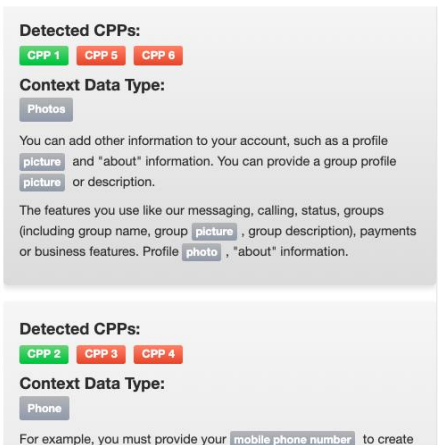 Detected CPPs:
CPP 1 CPP 5 CPP 6
Context Data Type:
Photos
You can add other information to your account, such as a profile
picture and "about" information. You can provide a group profile
picture or description.
The features you use like our messaging, calling, status, groups
(including group name, group picture , group description), payments
or business features. Profile photo , "about" information.
Detected CPPs:
CPP 2 CPP 3 CPP 4
Context Data Type:
Phone
For example, you must provide your mobile phone number to create